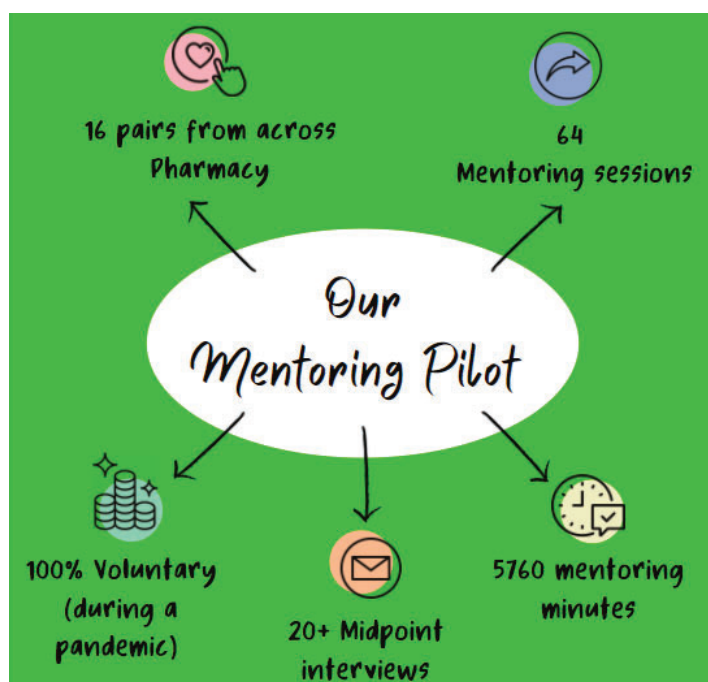 16 pairs from across
Pharmacy
64
Mentoring sessions
Our
Mentoring Pilot
100% Voluntary
(during a
pandemic)
20+ Midpoint
interviews
5760 mentoring
minutes